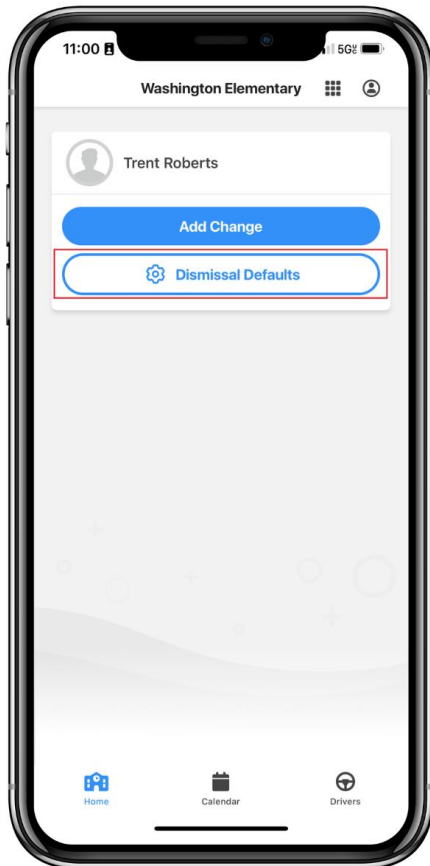 11:00
5G
Washington Elementary
Trent Roberts
Add Change
Dismissal Defaults
Home
Calendar
Drivers